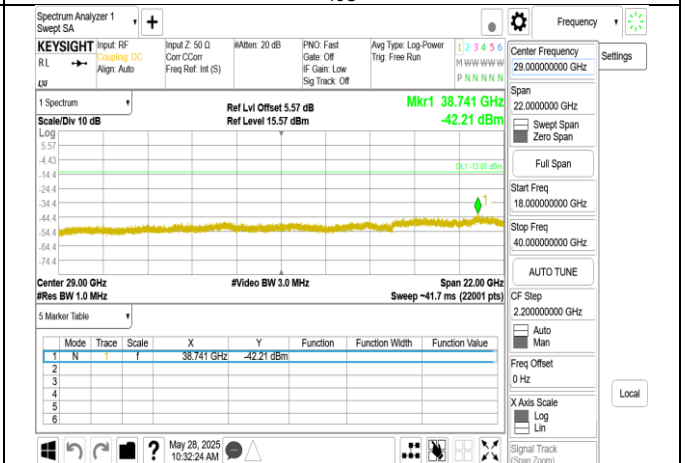 Spectrum Analyzer 1
Swept SA
+
Frequency
KEYSIGHT Input: RF Input Z: 50 Ω #Atten: 20 dB PNO: Fast Avg Type: Log-Power 1 2 3 4 5 6
RL Coupling: DC Corr CCorr Gate: Off Trig: Free Run M W W W W W
Align: Auto Freq Ref: Int (S) IF Gain: Low
LXI Sig Track: Off P N N N N N
Center Frequency
29.000000000 GHz
Settings
Span
22.0000000 GHz
Swept Span
Zero Span
Full Span
Start Freq
18.000000000 GHz
Stop Freq
40.000000000 GHz
AUTO TUNE
CF Step
2.200000000 GHz
Auto
Man
Freq Offset
0 Hz
X Axis Scale
Log
Lin
Local
Signal Track
(Span Zoom)
1 Spectrum
Ref Lvl Offset 5.57 dB Mkr1 38.741 GHz
Scale/Div 10 dB Ref Level 15.57 dBm -42.21 dBm
Log
5.57
-4.43
DL1 -13.00 dBm
-14.4
-24.4
1
-34.4
-44.4
-54.4
-64.4
-74.4
Center 29.00 GHz #Video BW 3.0 MHz Span 22.00 GHz
#Res BW 1.0 MHz Sweep ~41.7 ms (22001 pts)
5 Marker Table
Mode Trace Scale X Y Function Function Width Function Value
1 N 1 f 38.741 GHz -42.21 dBm
2
3
4
5
6
? May 28, 2025
10:32:24 AM